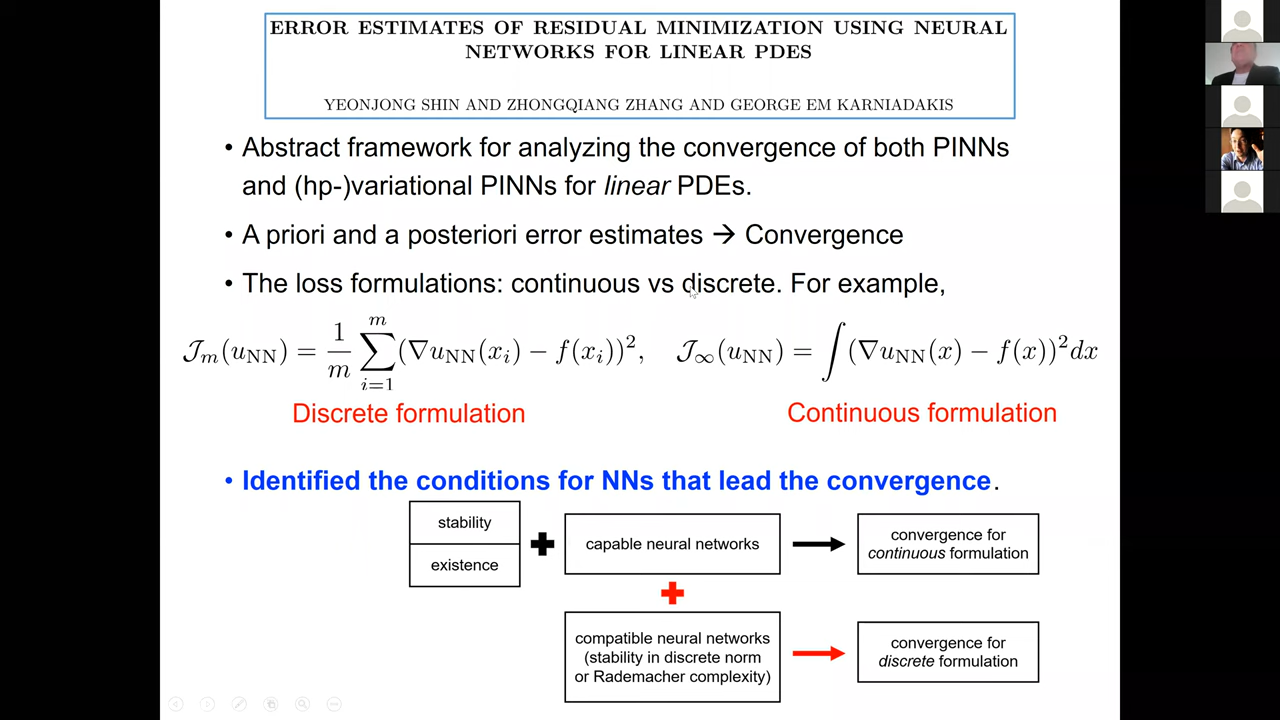 ERROR ESTIMATES OF RESIDUAL MINIMIZATION USING NEURAL
NETWORKS FOR LINEAR PDES
YEONJONG SHIN AND ZHONGQIANG ZHANG AND GEORGE EM KARNIADAKIS
• Abstract framework for analyzing the convergence of both PINNs
and (hp-)variational PINNs for linear PDEs.
• A priori and a posteriori error estimates → Convergence
• The loss formulations: continuous vs discrete. For example,
𝒥_m(u_NN) = \frac{1}{m} \sum_{i=1}^{m} (∇u_NN(x_i) − f(x_i))², 𝒥_∞(u_NN) = ∫ (∇u_NN(x) − f(x))² dx
Discrete formulation
Continuous formulation
• Identified the conditions for NNs that lead the convergence.
stability
existence
capable neural networks
convergence for
continuous formulation
compatible neural networks
(stability in discrete norm
or Rademacher complexity)
convergence for
discrete formulation